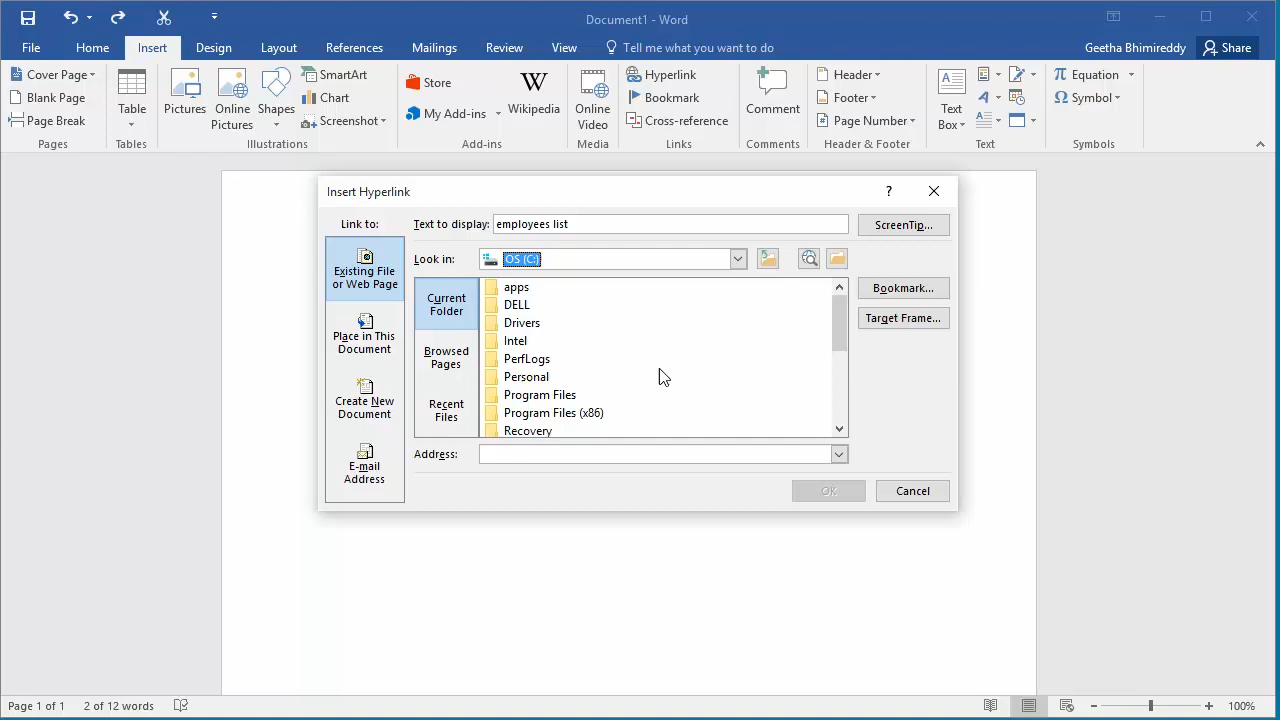 Document1 - Word
File Home Insert Design Layout References Mailings Review View Tell me what you want to do Geetha Bhimireddy Share
Cover Page
Blank Page
Page Break
Pages
Table
Tables
Pictures
Online
Pictures
Shapes
SmartArt
Chart
Screenshot
Illustrations
Store
My Add-ins
W
Wikipedia
Add-ins
Online
Video
Media
Hyperlink
Bookmark
Cross-reference
Links
Comment
Comments
Header
Footer
Page Number
Header & Footer
Text
Box
A
Text
Equation
Symbol
Symbols
Insert Hyperlink
?
Link to:
Text to display: employees list
ScreenTip...
Existing File
or Web Page
Place in This
Document
Create New
Document
E-mail
Address
Look in: OS (C:)
Current
Folder
Browsed
Pages
Recent
Files
apps
DELL
Drivers
Intel
PerfLogs
Personal
Program Files
Program Files (x86)
Recovery
Bookmark...
Target Frame...
Address:
OK Cancel
Page 1 of 1 2 of 12 words 100%